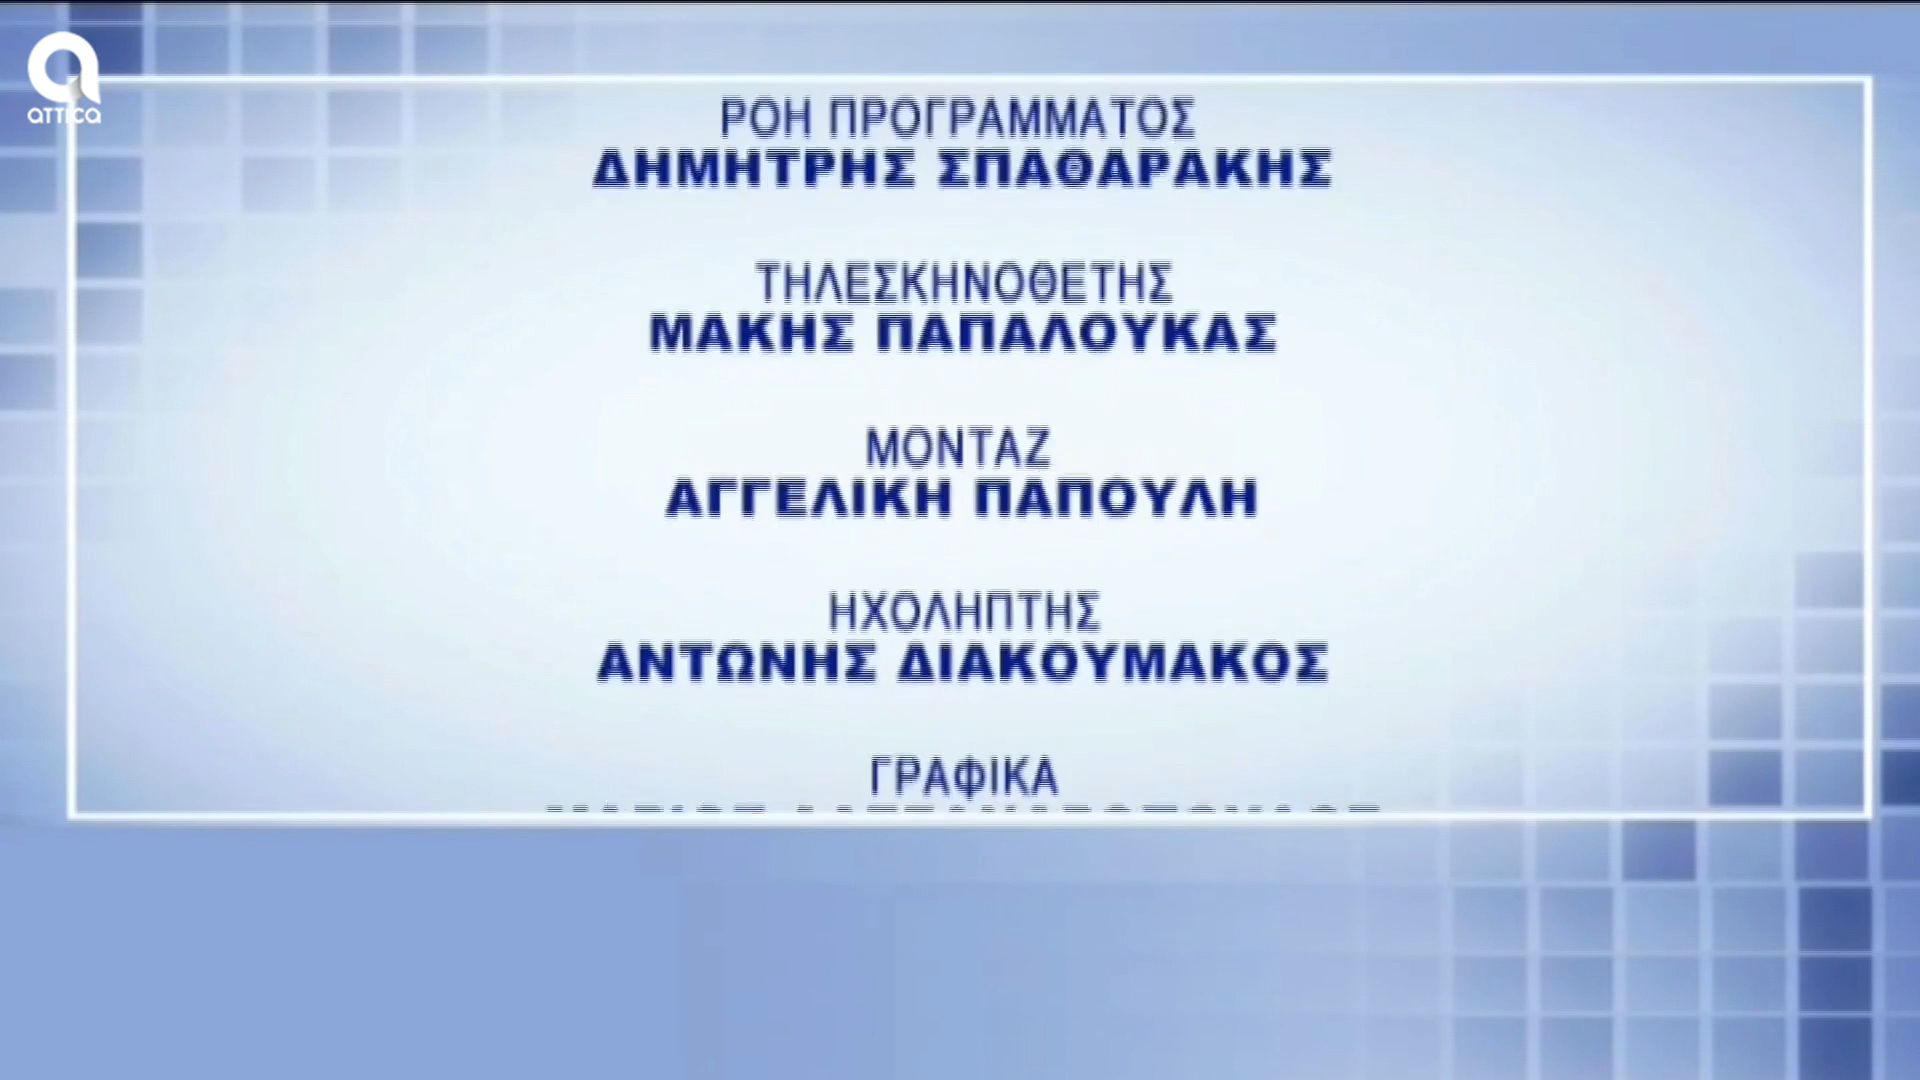 attica
ΡΟΗ ΠΡΟΓΡΑΜΜΑΤΟΣ
ΔΗΜΗΤΡΗΣ ΣΠΑΘΑΡΑΚΗΣ
ΤΗΛΕΣΚΗΝΟΘΕΤΗΣ
ΜΑΚΗΣ ΠΑΠΑΛΟΥΚΑΣ
ΜΟΝΤΑΖ
ΑΓΓΕΛΙΚΗ ΠΑΠΟΥΛΗ
ΗΧΟΛΗΠΤΗΣ
ΑΝΤΩΝΗΣ ΔΙΑΚΟΥΜΑΚΟΣ
ΓΡΑΦΙΚΑ